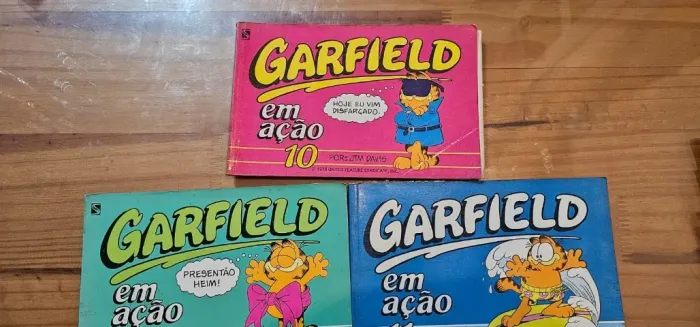 S
GARFIELD
em
ação
10
HOJE EU VIM
DISFARÇADO.
POR: JIM DAVIS
S
GARFIELD
em
ação
PRESENTÃO
HEIM!
GARFIELD
em
ação